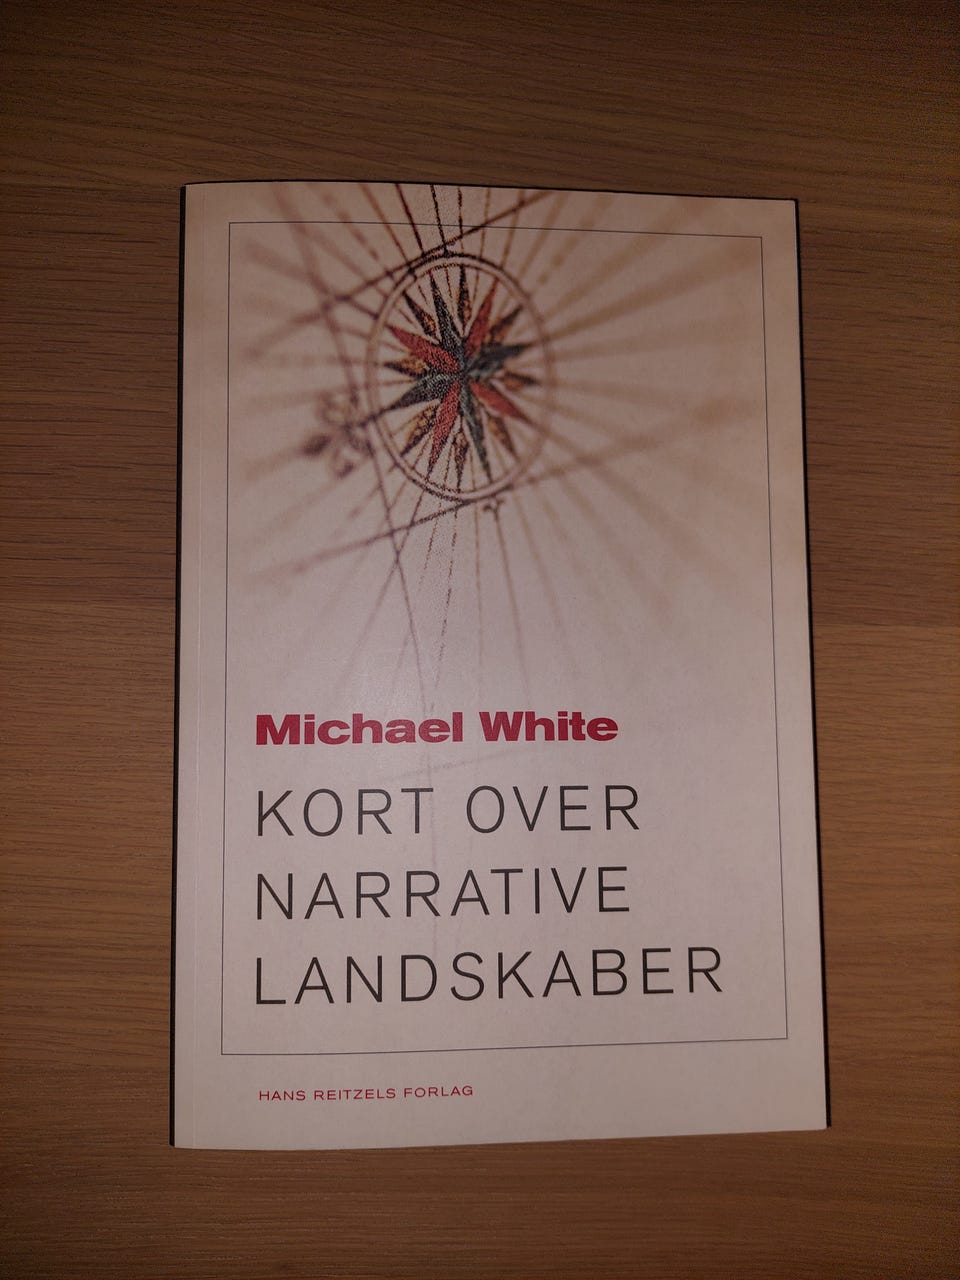 Michael White
KORT OVER
NARRATIVE
LANDSKABER
HANS REITZELS FORLAG